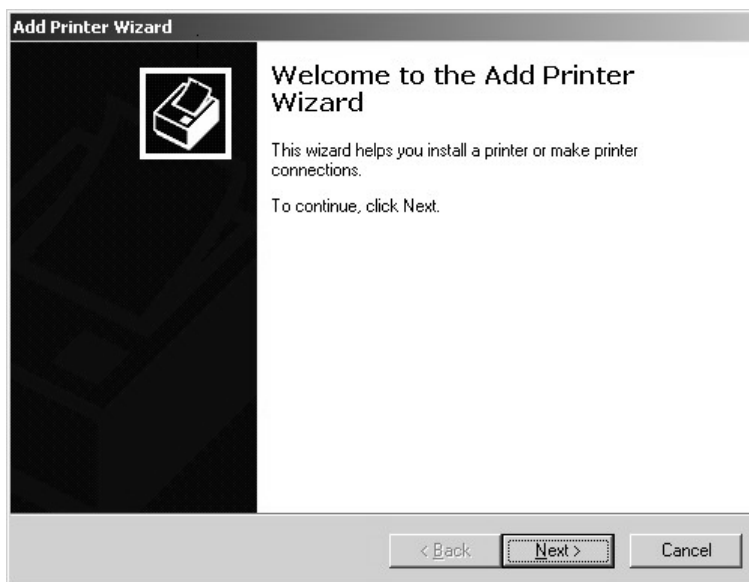 Add Printer Wizard
Welcome to the Add Printer
Wizard
This wizard helps you install a printer or make printer
connections.
To continue, click Next.
< Back
Next >
Cancel